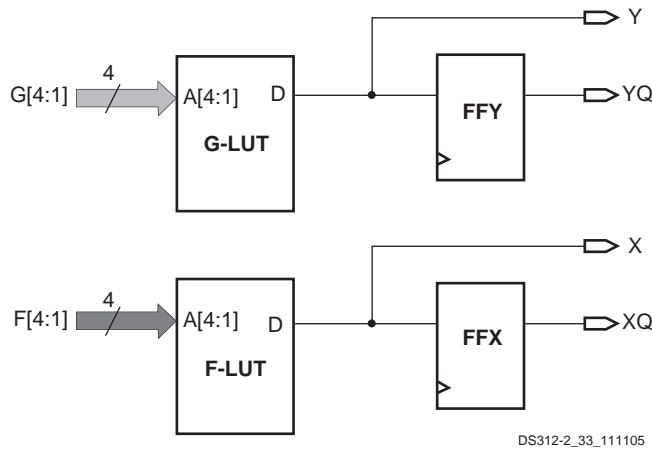 Y
4
G[4:1]
A[4:1]
D
YQ
FFY
G-LUT
X
4
F[4:1]
A[4:1]
D
XQ
FFX
F-LUT
DS312-2_33_111105